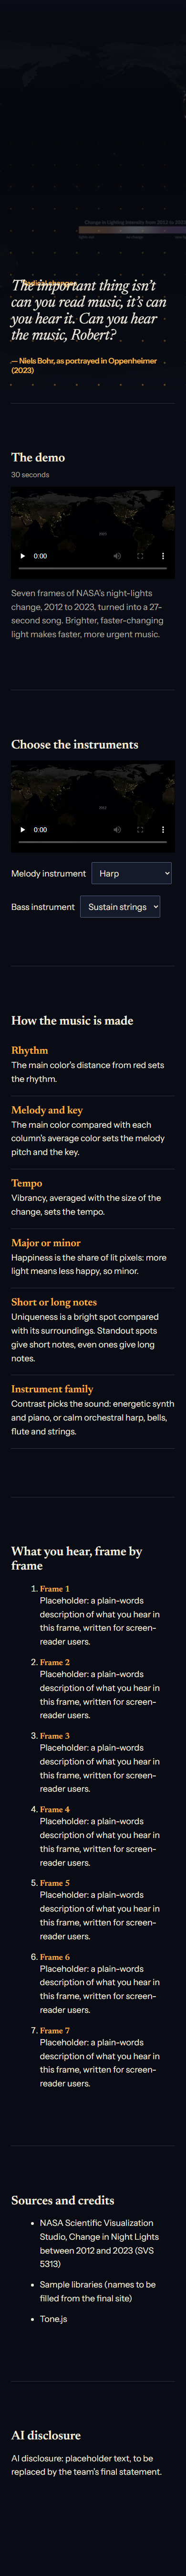 Change in Lighting Intensity from 2012 to 2023
The important thing isn't
can you read music, it's can
you hear it. Can you hear
the music, Robert?
— Niels Bohr, as portrayed in Oppenheimer
(2023)
The demo
30 seconds
0:00
Seven frames of NASA's night-lights
change, 2012 to 2023, turned into a 27-
second song. Brighter, faster-changing
light makes faster, more urgent music.
Choose the instruments
0:00
Melody instrument Harp
Bass instrument Sustain strings
How the music is made
Rhythm
The main color's distance from red sets
the rhythm.
Melody and key
The main color compared with each
column's average color sets the melody
pitch and the key.
Tempo
Vibrancy, averaged with the size of the
change, sets the tempo.
Major or minor
Happiness is the share of lit pixels: more
light means less happy, so minor.
Short or long notes
Uniqueness is a bright spot compared
with its surroundings. Standout spots
give short notes, even ones give long
notes.
Instrument family
Contrast picks the sound: energetic synth
and piano, or calm orchestral harp, bells,
flute and strings.
What you hear, frame by
frame
1. Frame 1
Placeholder: a plain-words
description of what you hear in
this frame, written for screen-
reader users.
2. Frame 2
Placeholder: a plain-words
description of what you hear in
this frame, written for screen-
reader users.
3. Frame 3
Placeholder: a plain-words
description of what you hear in
this frame, written for screen-
reader users.
4. Frame 4
Placeholder: a plain-words
description of what you hear in
this frame, written for screen-
reader users.
5. Frame 5
Placeholder: a plain-words
description of what you hear in
this frame, written for screen-
reader users.
6. Frame 6
Placeholder: a plain-words
description of what you hear in
this frame, written for screen-
reader users.
7. Frame 7
Placeholder: a plain-words
description of what you hear in
this frame, written for screen-
reader users.
Sources and credits
• NASA Scientific Visualization
Studio, Change in Night Lights
between 2012 and 2023 (SVS
5313)
• Sample libraries (names to be
filled from the final site)
• Tone.js
AI disclosure
AI disclosure: placeholder text, to be
replaced by the team's final statement.